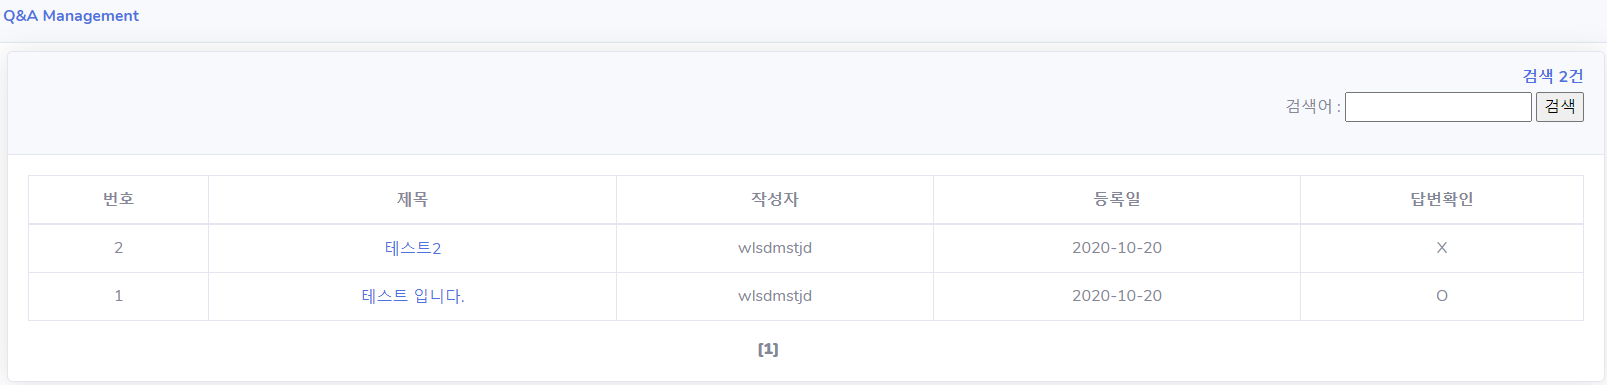 Q&A Management
검색 2건
검색어 : 검색
번호 제목 작성자 등록일 답변확인
2 테스트2 wlsdmstjd 2020-10-20 X
1 테스트 입니다. wlsdmstjd 2020-10-20 O
[1]